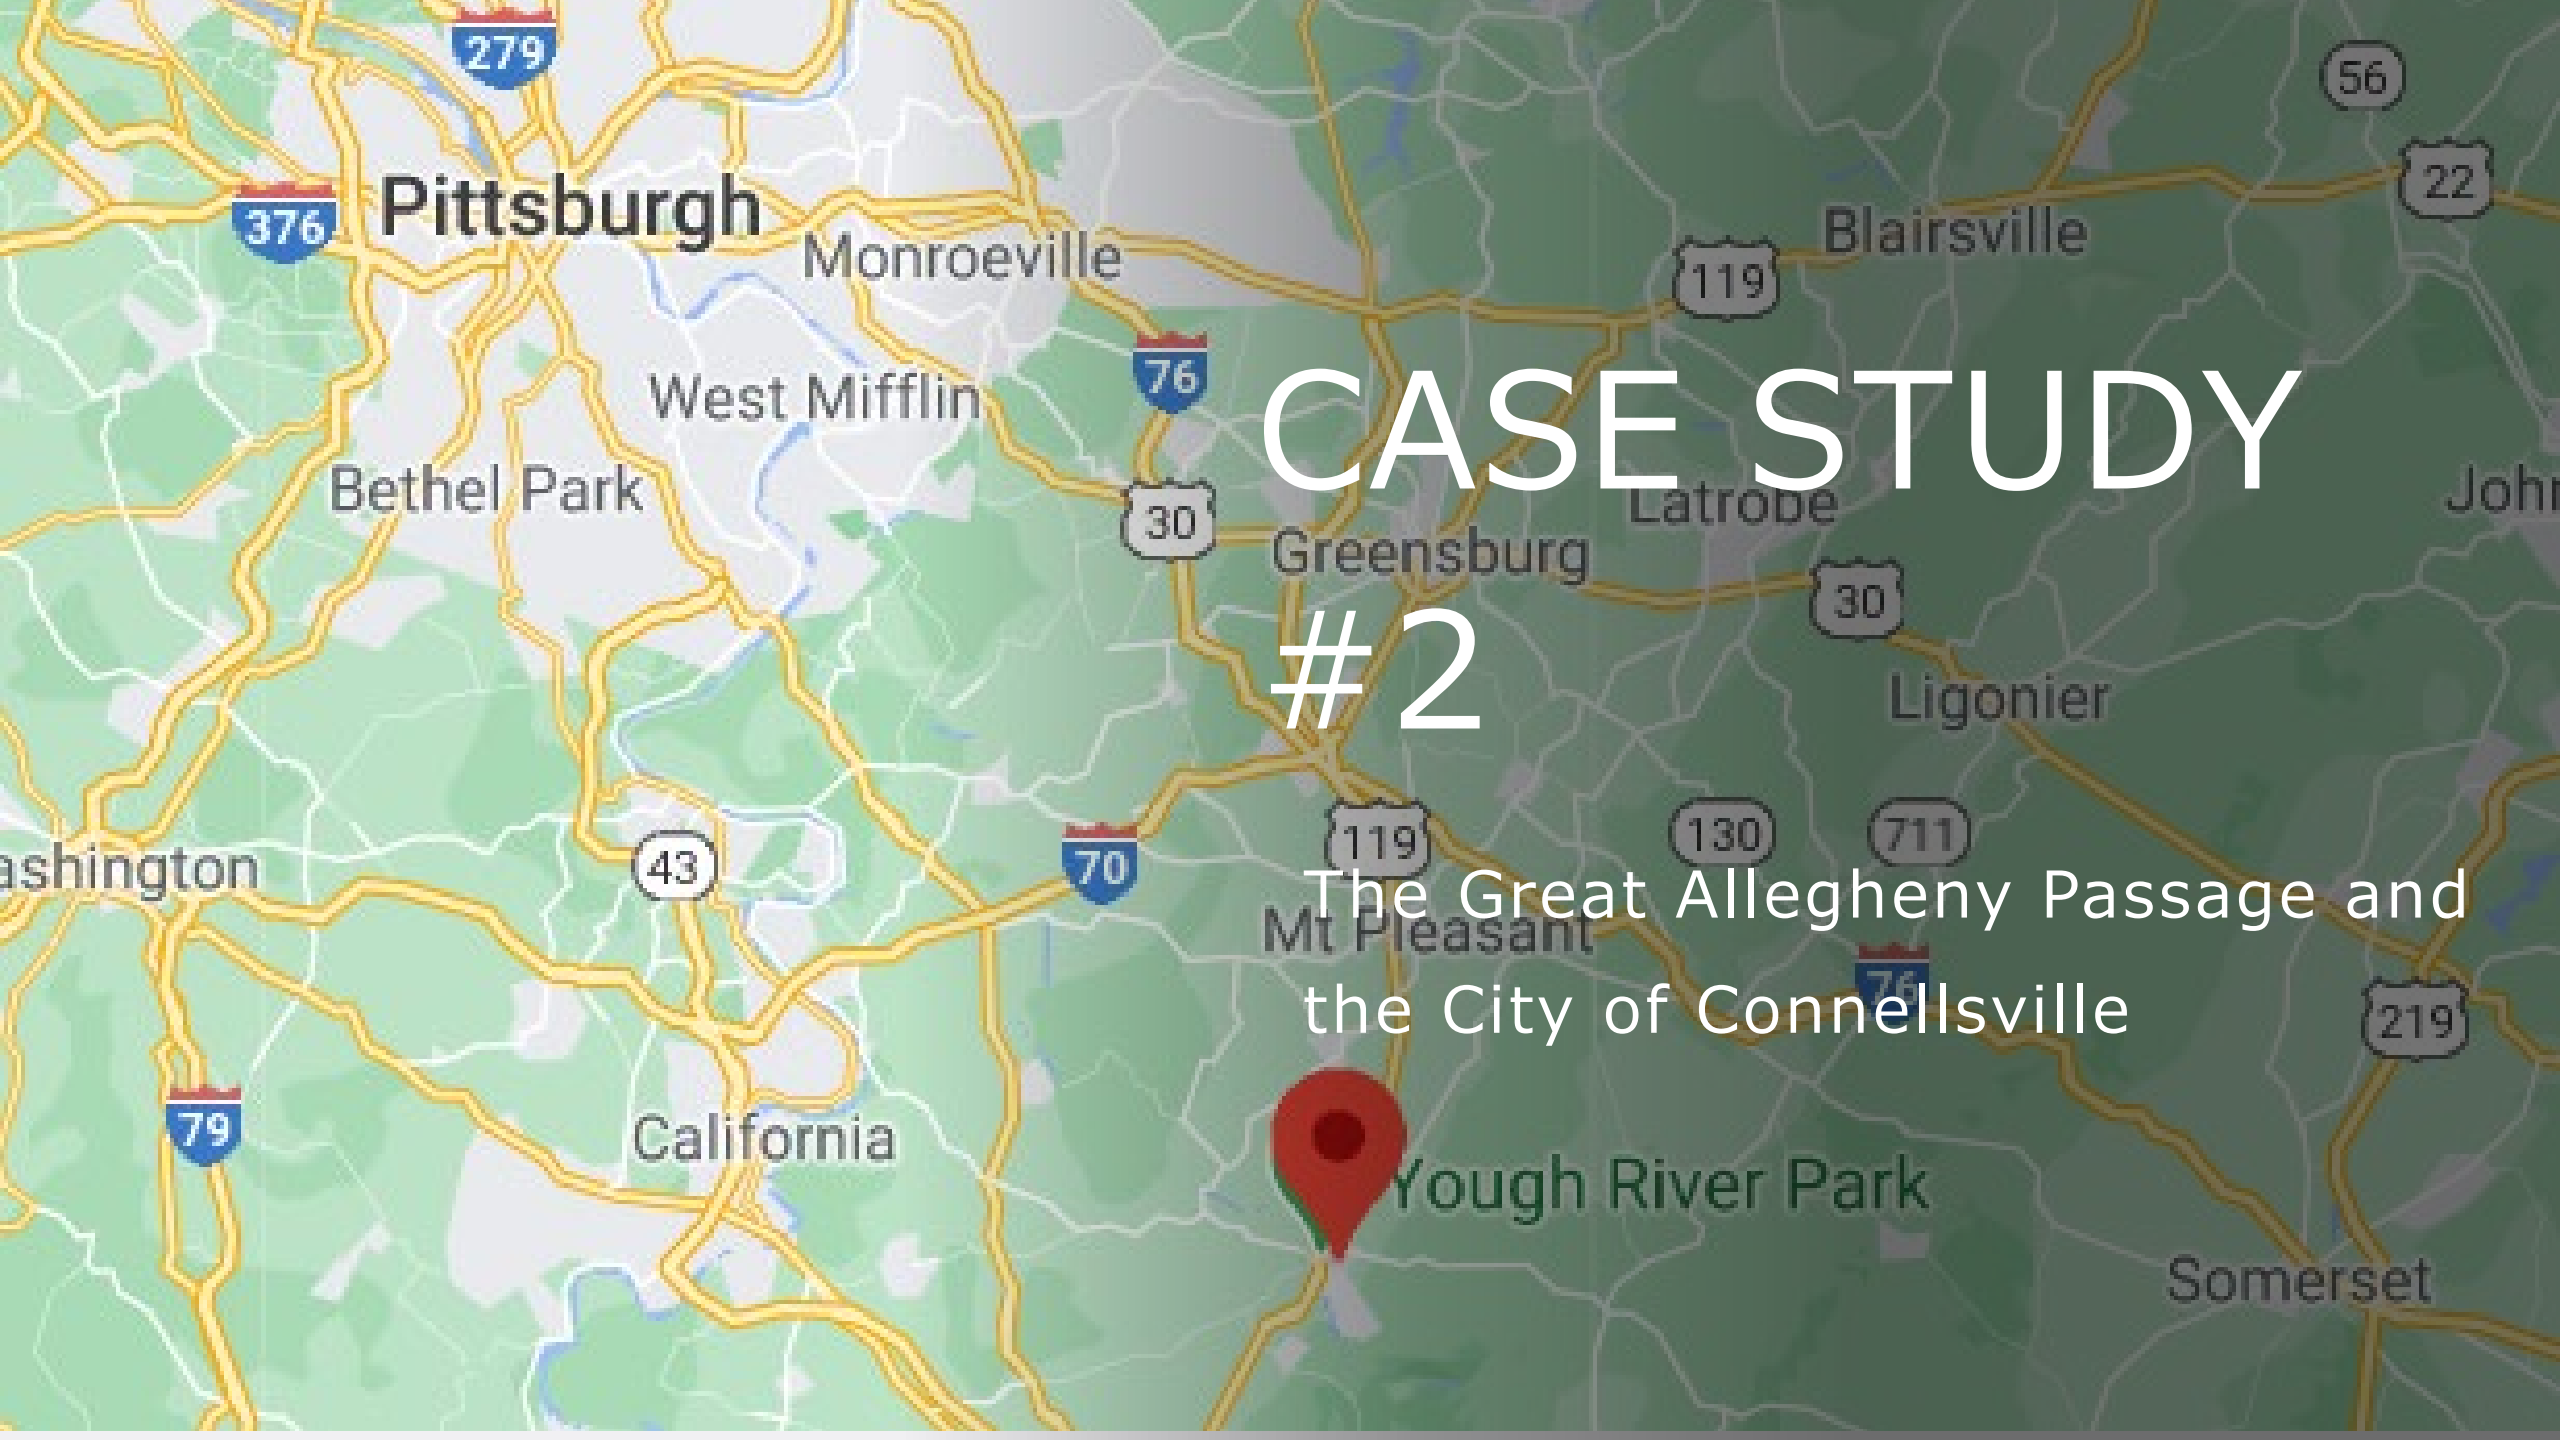 279
56
22
376
Pittsburgh
Blairsville
Monroeville
119
76
West Mifflin
CASE STUDY
Bethel Park
Latrobe
John
30
Greensburg
30
#2
Ligonier
43
70
119
130
711
ashington
The Great Allegheny Passage and
Mt Pleasant
76
the City of Connellsville
219
79
California
Yough River Park
Somerset